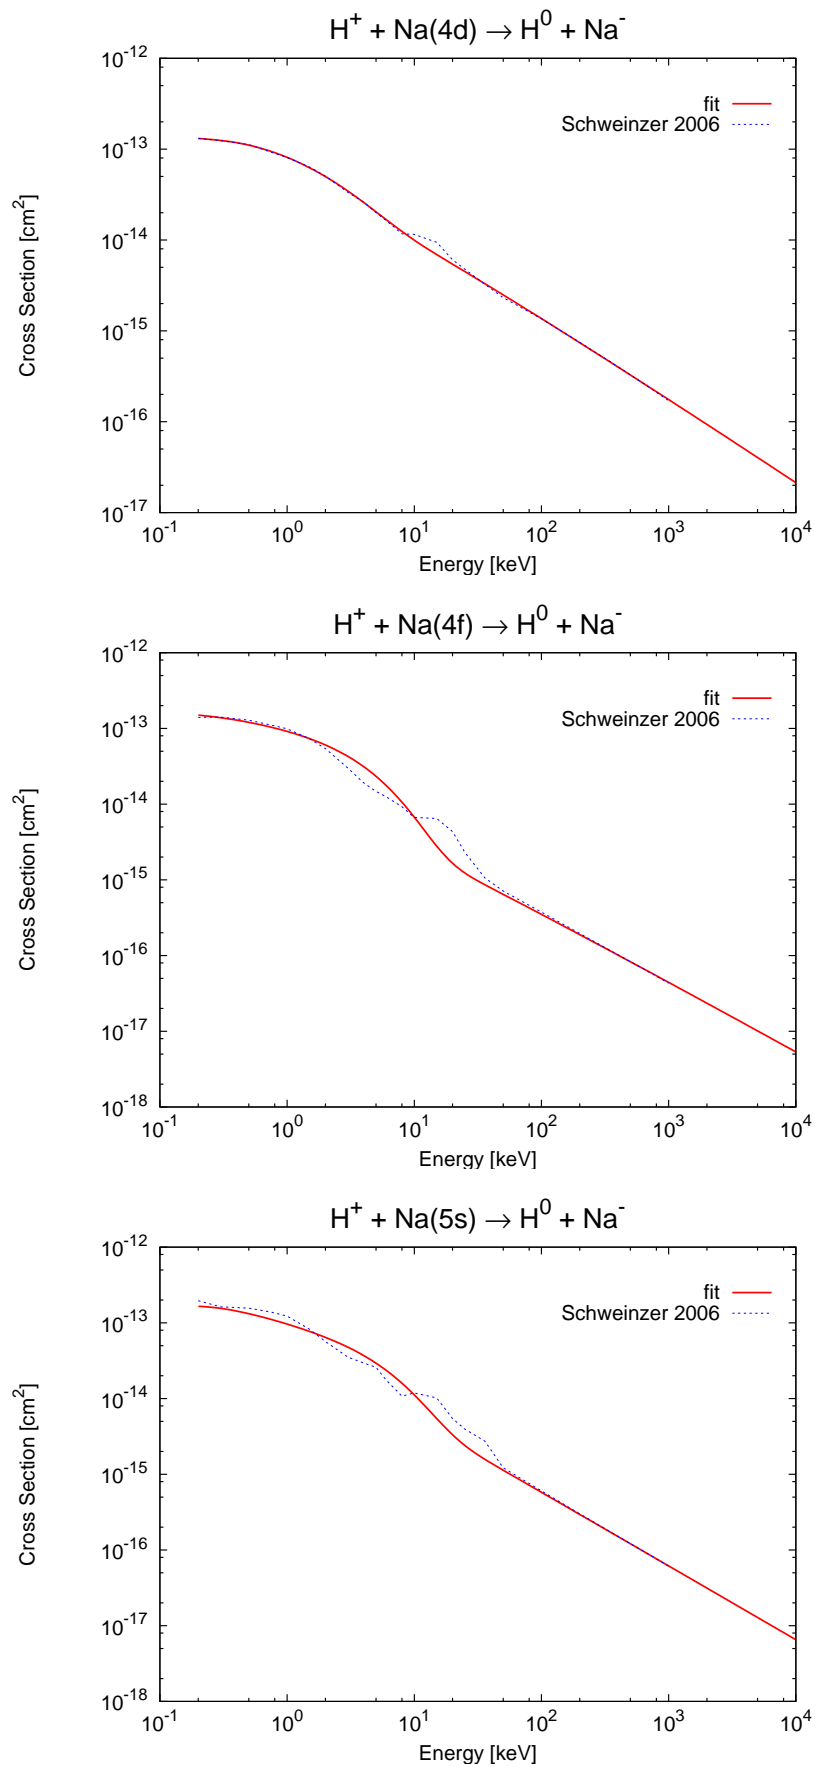 H⁺ + Na(4d) → H⁰ + Na⁻
10⁻¹²
10⁻¹³
10⁻¹⁴
10⁻¹⁵
10⁻¹⁶
10⁻¹⁷
Cross Section [cm²]
fit
Schweinzer 2006
10⁻¹ 10⁰ 10¹ 10² 10³ 10⁴
Energy [keV]
H⁺ + Na(4f) → H⁰ + Na⁻
10⁻¹²
10⁻¹³
10⁻¹⁴
10⁻¹⁵
10⁻¹⁶
10⁻¹⁷
10⁻¹⁸
Cross Section [cm²]
fit
Schweinzer 2006
10⁻¹ 10⁰ 10¹ 10² 10³ 10⁴
Energy [keV]
H⁺ + Na(5s) → H⁰ + Na⁻
10⁻¹²
10⁻¹³
10⁻¹⁴
10⁻¹⁵
10⁻¹⁶
10⁻¹⁷
10⁻¹⁸
Cross Section [cm²]
fit
Schweinzer 2006
10⁻¹ 10⁰ 10¹ 10² 10³ 10⁴
Energy [keV]